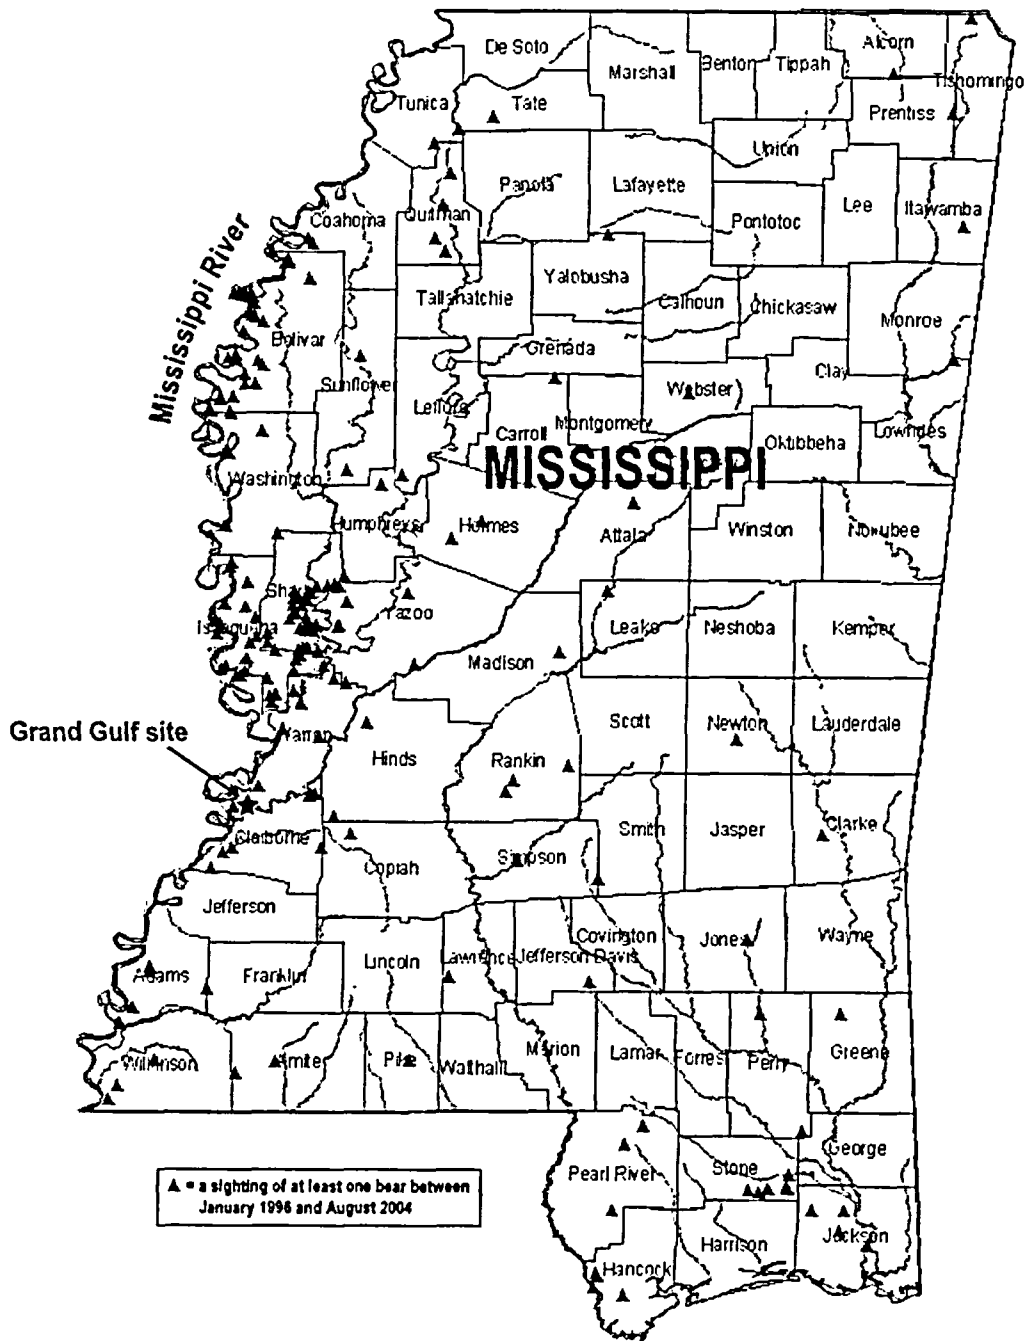 De Soto
Marshall
Benton
Tippah
Alcorn
Tishomingo
Tunica
Tate
Prentiss
Union
Panola
Lafayette
Pontotoc
Lee
Itawamba
Coahoma
Quitman
Mississippi River
Yalobusha
Tallahatchie
Calhoun
Chickasaw
Monroe
Bolivar
Grenada
Clay
Sunflower
Webster
Leflore
Carroll
Montgomery
Oktibbeha
Lowndes
MISSISSIPPI
Washington
Humphreys
Holmes
Attala
Winston
Noxubee
Yazoo
Leake
Neshoba
Kemper
Madison
Scott
Newton
Lauderdale
Grand Gulf site
Warren
Hinds
Rankin
Smith
Jasper
Clarke
Claiborne
Copiah
Simpson
Jefferson
Covington
Jones
Wayne
Lawrence
Jefferson Davis
Adams
Franklin
Lincoln
Wilkinson
Amite
Pike
Walthall
Marion
Lamar
Forrest
Perry
Greene
George
Pearl River
Stone
Harrison
Jackson
Hancock
= a sighting of at least one bear between
January 1996 and August 2004